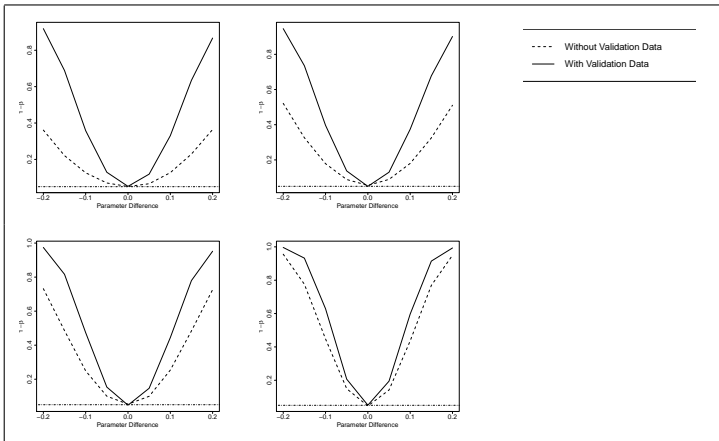 Without Validation Data
With Validation Data
0.8
0.6
0.4
0.2
1 − β
−0.2 −0.1 0.0 0.1 0.2
Parameter Difference
0.8
0.6
0.4
0.2
1 − β
−0.2 −0.1 0.0 0.1 0.2
Parameter Difference
1.0
0.8
0.6
0.4
0.2
1 − β
−0.2 −0.1 0.0 0.1 0.2
Parameter Difference
1.0
0.8
0.6
0.4
0.2
1 − β
−0.2 −0.1 0.0 0.1 0.2
Parameter Difference